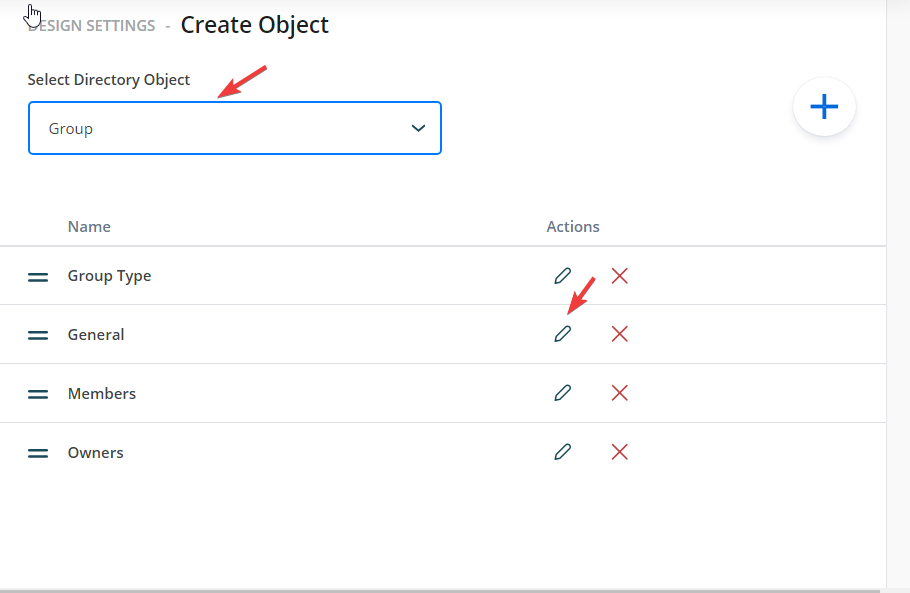 DESIGN SETTINGS - Create Object
Select Directory Object
Group
Name Actions
Group Type
General
Members
Owners